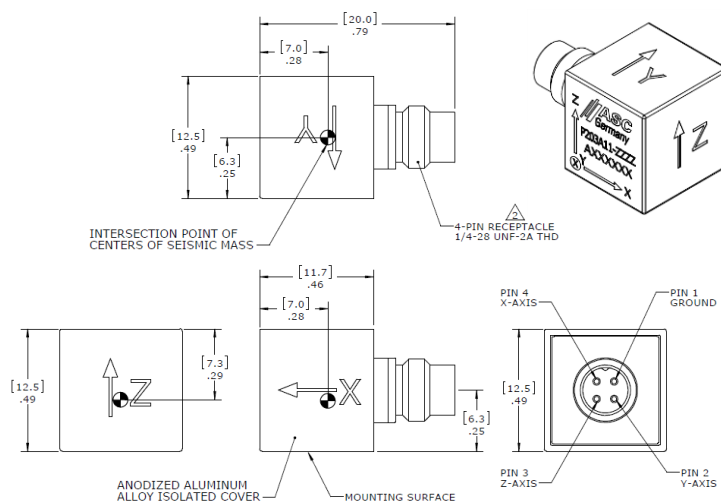 [20.0]
.79
[7.0]
.28
[12.5]
.49
[6.3]
.25
Y
INTERSECTION POINT OF
CENTERS OF SEISMIC MASS
2
4-PIN RECEPTACLE
1/4-28 UNF-2A THD
Y
Z
ASC
Germany
P203A11-ZZZZ
AXXXXXX
Y
X
Z
[11.7]
.46
[7.0]
.28
[12.5]
.49
Z
[7.3]
.29
X
[6.3]
.25
ANODIZED ALUMINUM
ALLOY ISOLATED COVER
MOUNTING SURFACE
PIN 4
X-AXIS
PIN 1
GROUND
[12.5]
.49
PIN 3
Z-AXIS
PIN 2
Y-AXIS